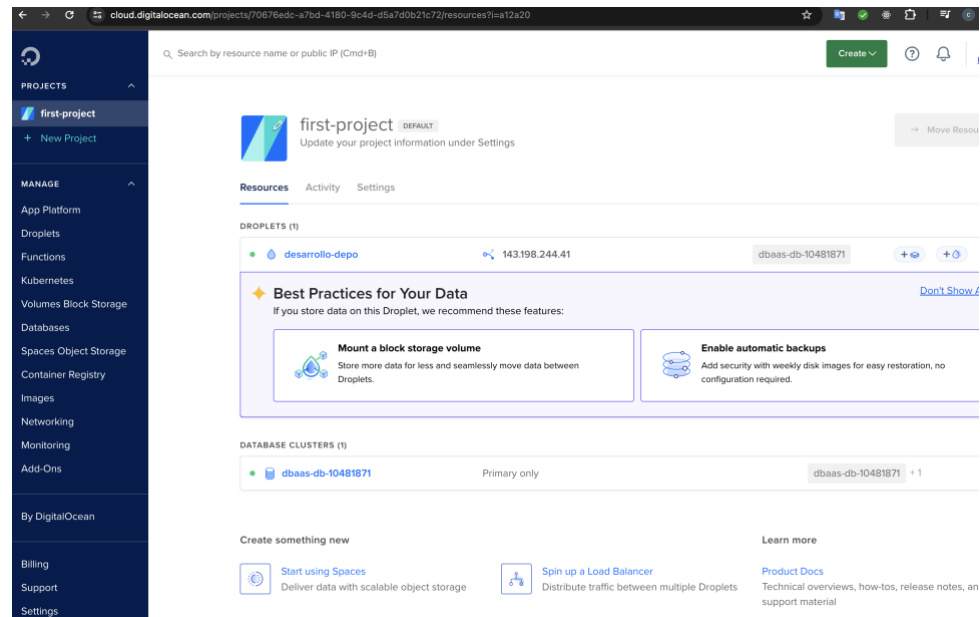 cloud.digitalocean.com/projects/70676edc-a7bd-4180-9c4d-d5a7d0b21c72/resources?i=a12a20
Search by resource name or public IP (Cmd+B)
Create
PROJECTS
first-project
+ New Project
MANAGE
App Platform
Droplets
Functions
Kubernetes
Volumes Block Storage
Databases
Spaces Object Storage
Container Registry
Images
Networking
Monitoring
Add-Ons
By DigitalOcean
Billing
Support
Settings
first-project DEFAULT
Update your project information under Settings
→ Move Resou
Resources Activity Settings
DROPLETS (1)
desarrollo-depo 143.198.244.41 dbaas-db-10481871
Best Practices for Your Data
Don't Show A
If you store data on this Droplet, we recommend these features:
Mount a block storage volume
Store more data for less and seamlessly move data between
Droplets.
Enable automatic backups
Add security with weekly disk images for easy restoration, no
configuration required.
DATABASE CLUSTERS (1)
dbaas-db-10481871 Primary only dbaas-db-10481871 + 1
Create something new
Start using Spaces
Deliver data with scalable object storage
Spin up a Load Balancer
Distribute traffic between multiple Droplets
Learn more
Product Docs
Technical overviews, how-tos, release notes, an
support material